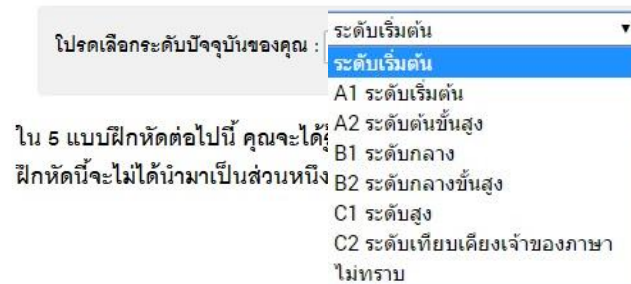 โปรดเลือกระดับปัจจุบันของคุณ :
ระดับเริ่มต้น
ระดับเริ่มต้น
A1 ระดับเริ่มต้น
A2 ระดับต้นขั้นสูง
B1 ระดับกลาง
B2 ระดับกลางขั้นสูง
C1 ระดับสูง
C2 ระดับเทียบเคียงเจ้าของภาษา
ไม่ทราบ
ใน 5 แบบฝึกหัดต่อไปนี้ คุณจะได้
ฝึกหัดนี้จะไม่ได้นำมาเป็นส่วนหนึ่ง